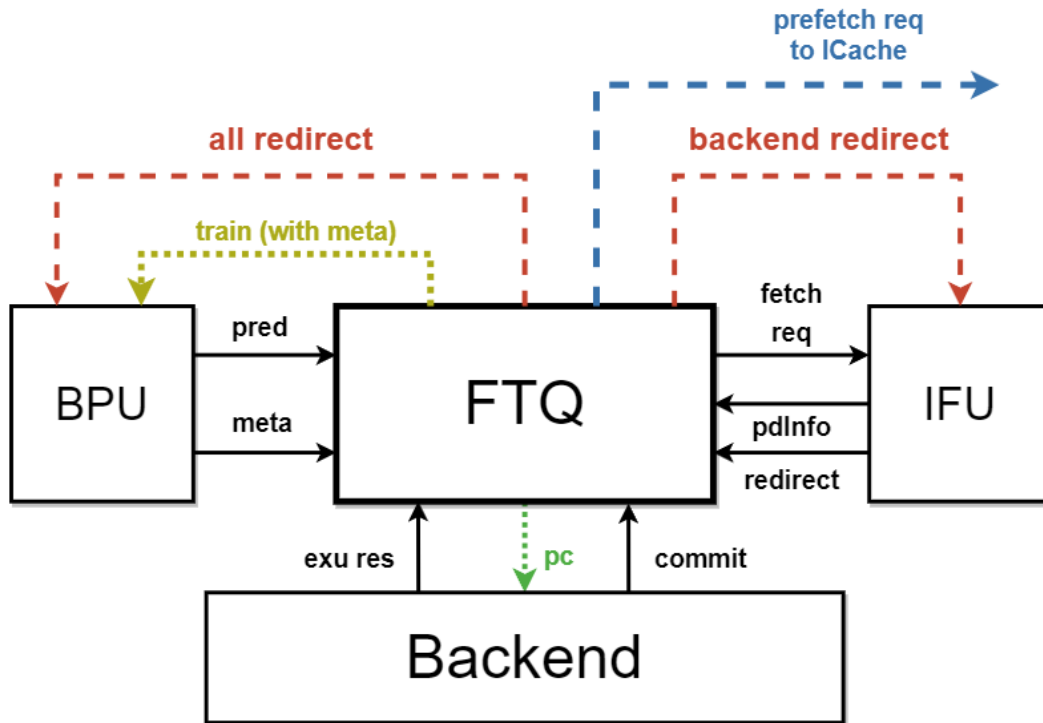 prefetch req
to ICache
all redirect
backend redirect
train (with meta)
fetch
pred
req
BPU
FTQ
IFU
meta
pdInfo
redirect
exu res
pc
commit
Backend